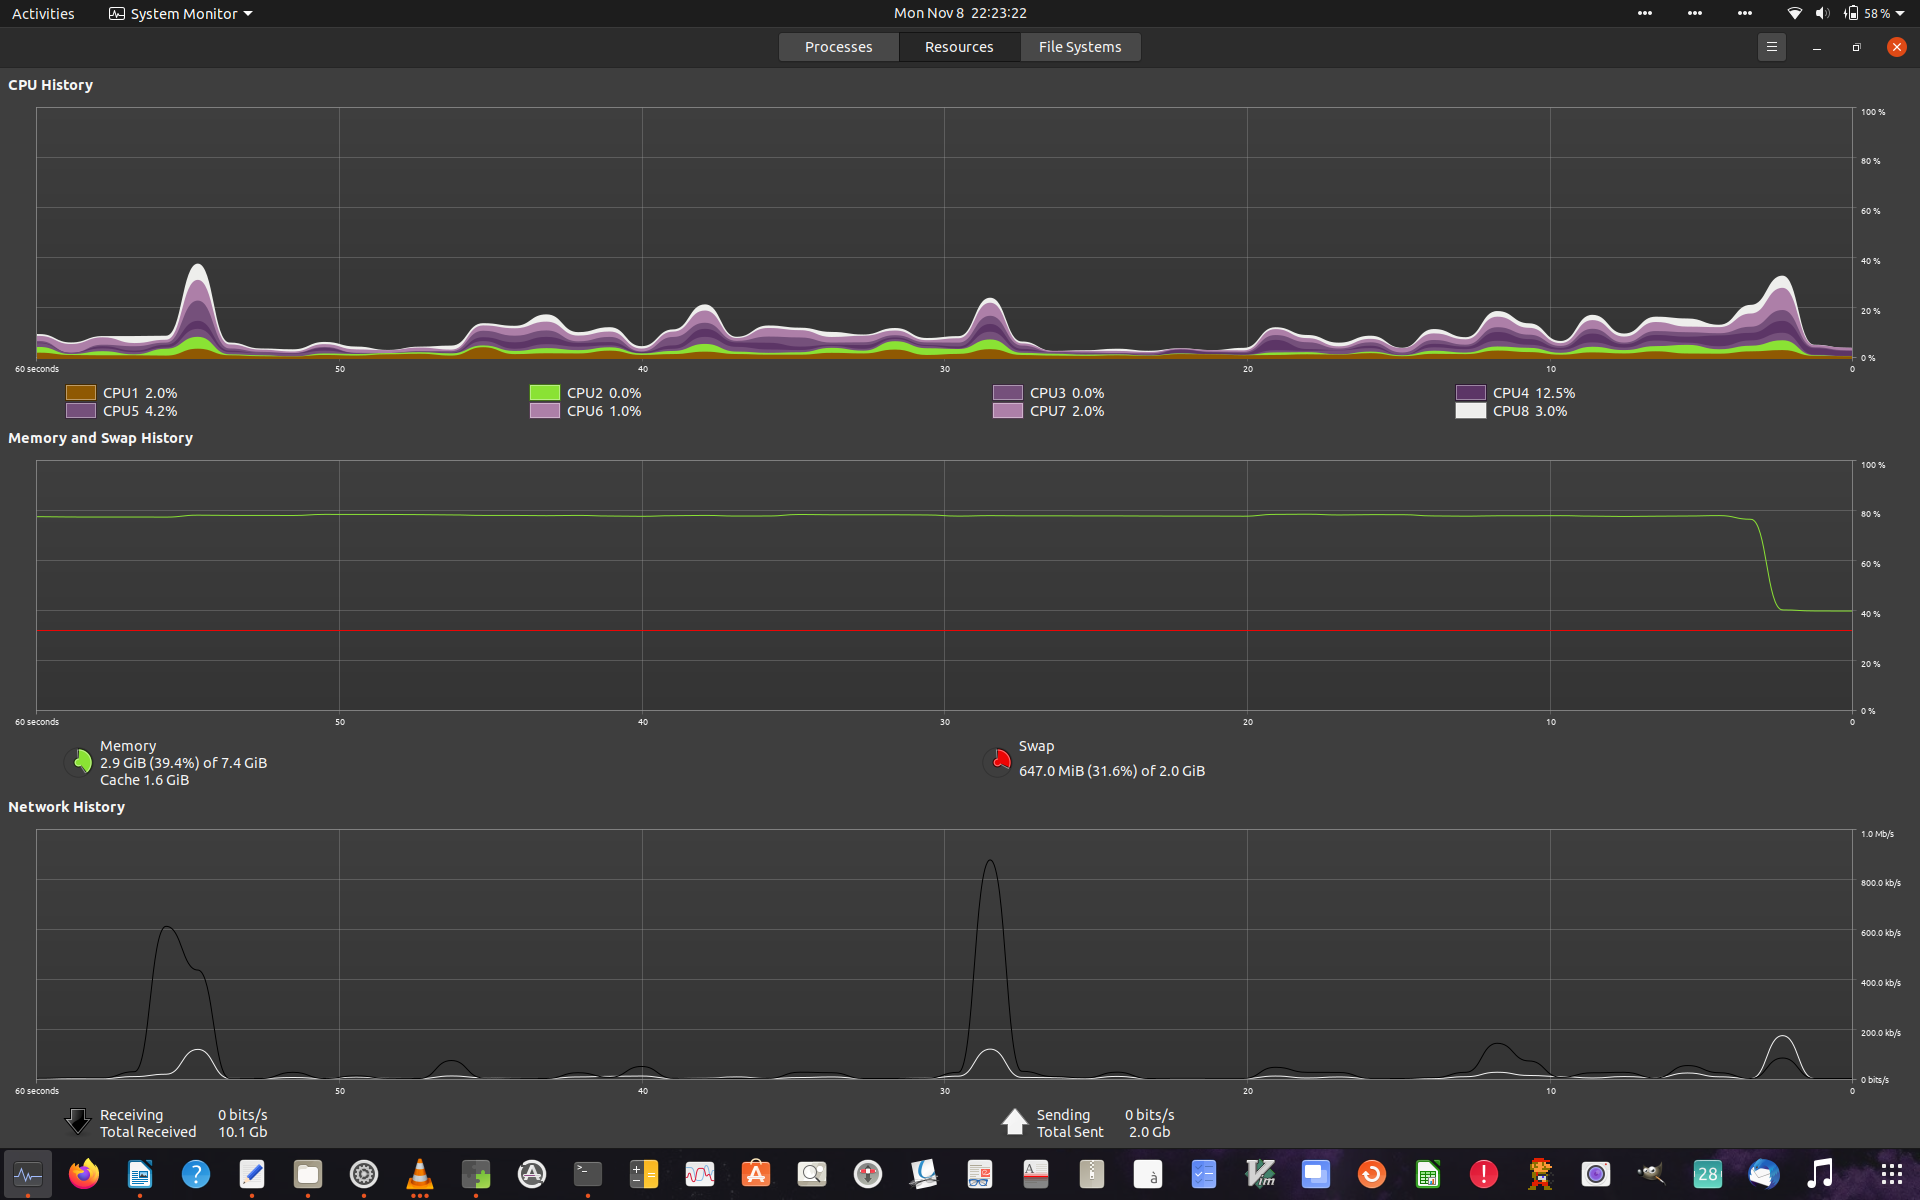 Activities
System Monitor
Mon Nov 8 22:23:22
58 %
Processes
Resources
File Systems
CPU History
100 %
80 %
60 %
40 %
20 %
0 %
60 seconds 50 40 30 20 10 0
CPU1 2.0% CPU2 0.0% CPU3 0.0% CPU4 12.5%
CPU5 4.2% CPU6 1.0% CPU7 2.0% CPU8 3.0%
Memory and Swap History
100 %
80 %
60 %
40 %
20 %
0 %
60 seconds 50 40 30 20 10 0
Memory
2.9 GiB (39.4%) of 7.4 GiB
Cache 1.6 GiB
Swap
647.0 MiB (31.6%) of 2.0 GiB
Network History
1.0 Mb/s
800.0 kb/s
600.0 kb/s
400.0 kb/s
200.0 kb/s
0 bits/s
60 seconds 50 40 30 20 10 0
Receiving 0 bits/s
Total Received 10.1 Gb
Sending 0 bits/s
Total Sent 2.0 Gb
à
28